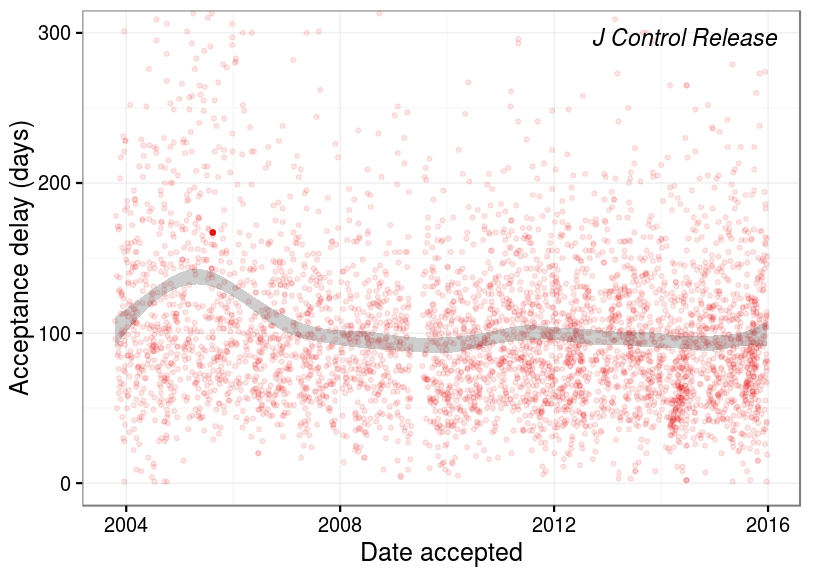 J Control Release
Acceptance delay (days)
300
200
100
0
2004 2008 2012 2016
Date accepted